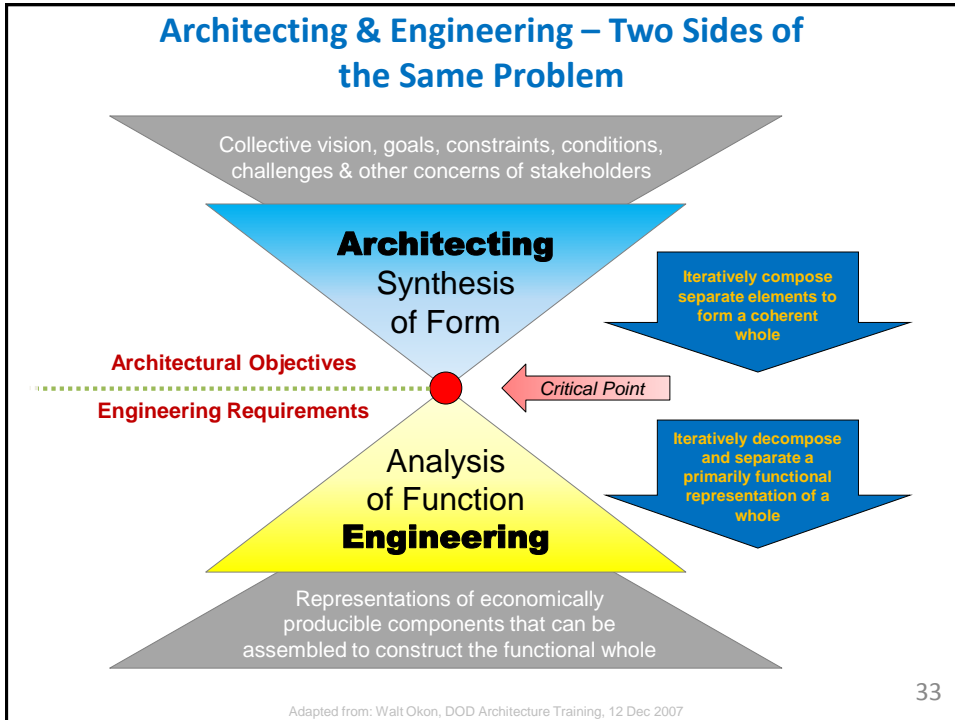 Architecting & Engineering – Two Sides of
the Same Problem
Collective vision, goals, constraints, conditions,
challenges & other concerns of stakeholders
Architecting
Synthesis
of Form
Iteratively compose
separate elements to
form a coherent
whole
Architectural Objectives
Critical Point
Engineering Requirements
Analysis
of Function
Engineering
Iteratively decompose
and separate a
primarily functional
representation of a
whole
Representations of economically
producible components that can be
assembled to construct the functional whole
33
Adapted from: Walt Okon, DOD Architecture Training, 12 Dec 2007